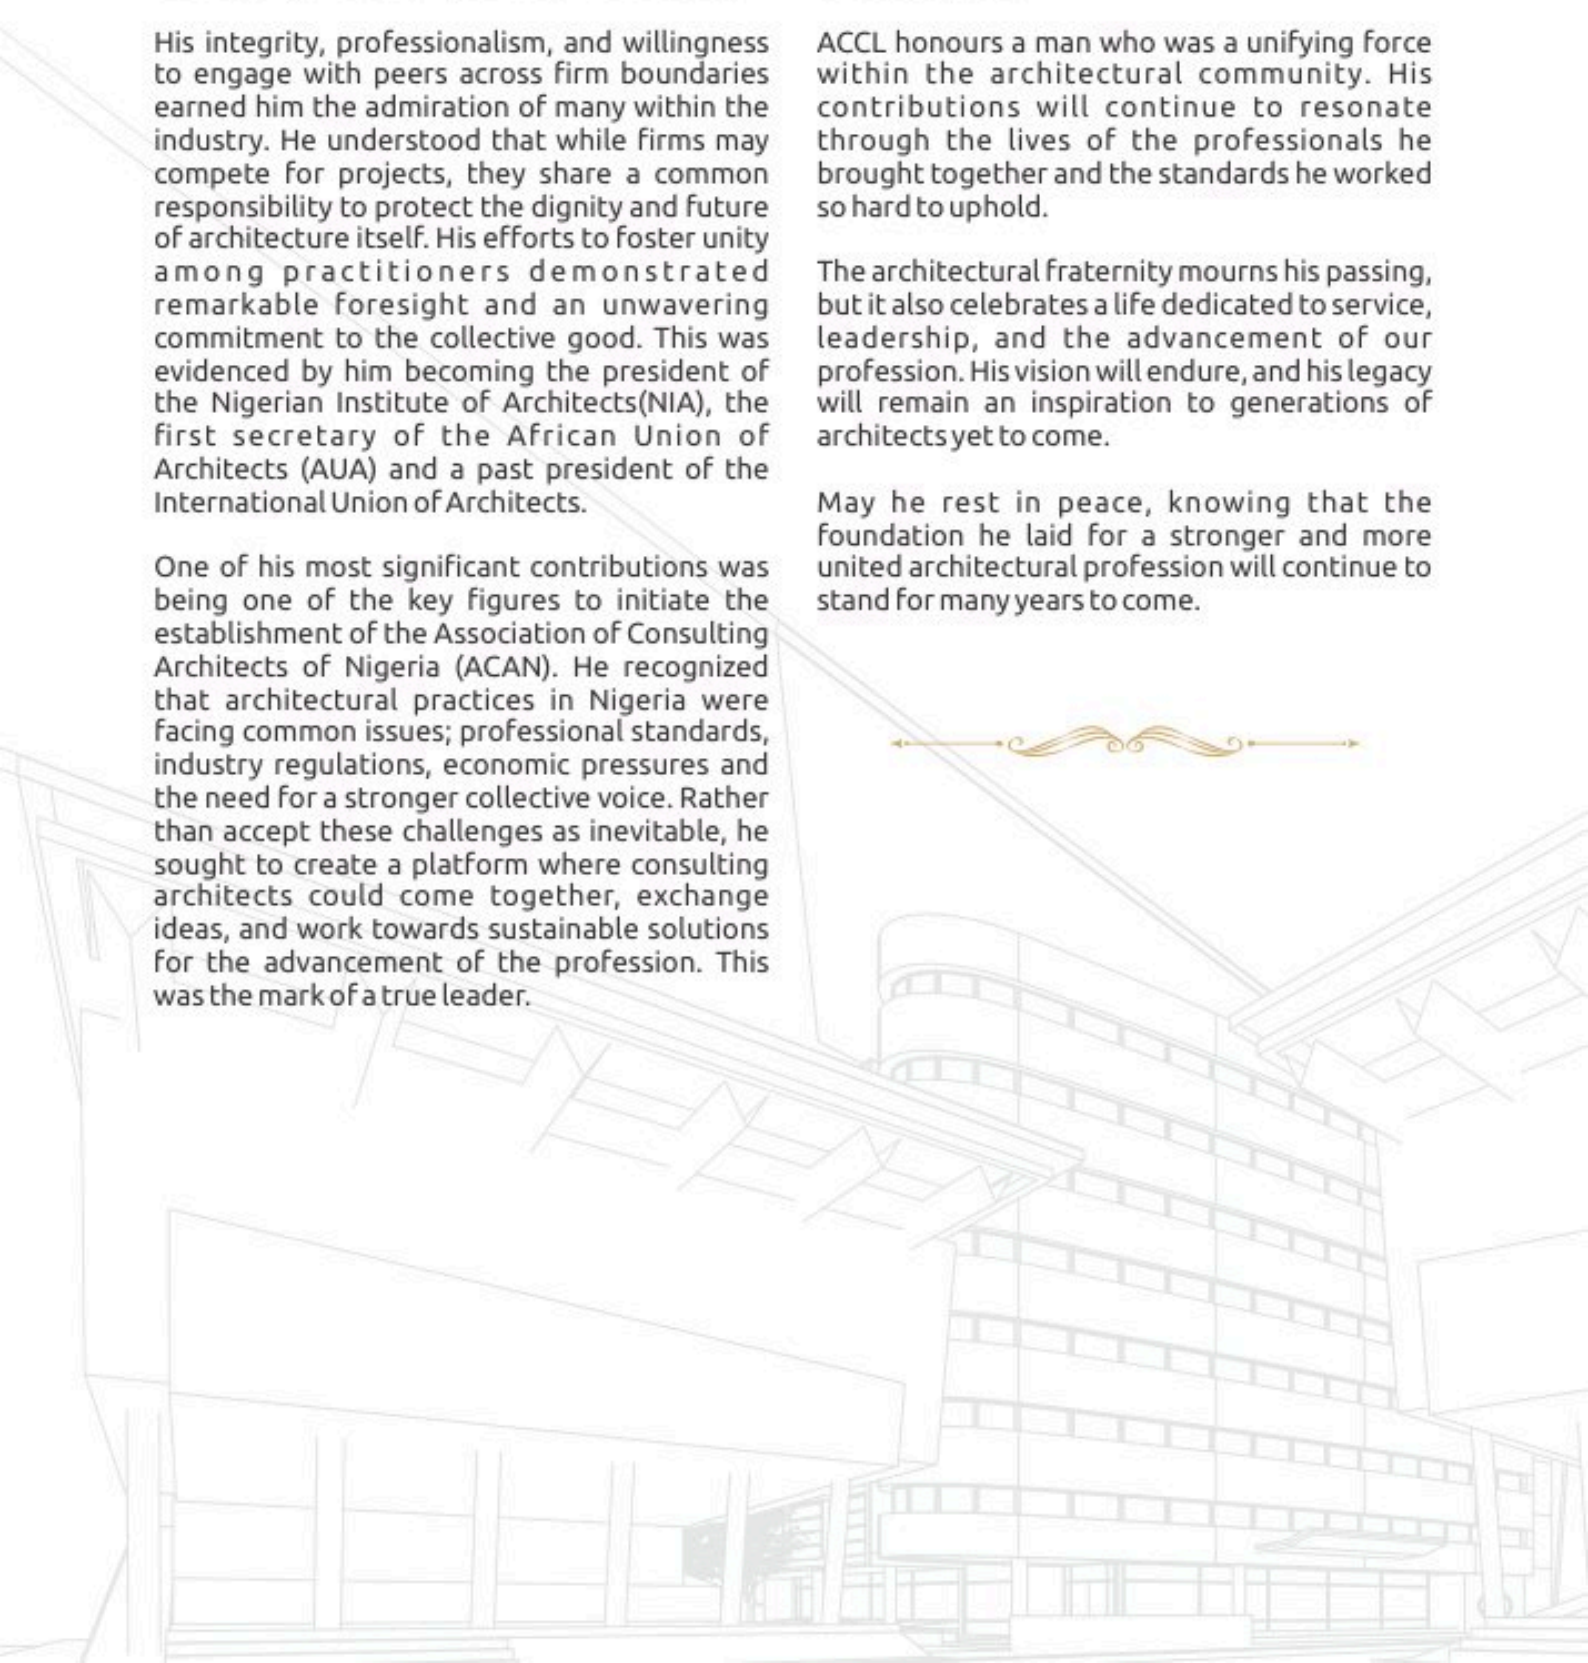 His integrity, professionalism, and willingness
to engage with peers across firm boundaries
earned him the admiration of many within the
industry. He understood that while firms may
compete for projects, they share a common
responsibility to protect the dignity and future
of architecture itself. His efforts to foster unity
among practitioners demonstrated
remarkable foresight and an unwavering
commitment to the collective good. This was
evidenced by him becoming the president of
the Nigerian Institute of Architects(NIA), the
first secretary of the African Union of
Architects (AUA) and a past president of the
International Union of Architects.
One of his most significant contributions was
being one of the key figures to initiate the
establishment of the Association of Consulting
Architects of Nigeria (ACAN). He recognized
that architectural practices in Nigeria were
facing common issues; professional standards,
industry regulations, economic pressures and
the need for a stronger collective voice. Rather
than accept these challenges as inevitable, he
sought to create a platform where consulting
architects could come together, exchange
ideas, and work towards sustainable solutions
for the advancement of the profession. This
was the mark of a true leader.
ACCL honours a man who was a unifying force
within the architectural community. His
contributions will continue to resonate
through the lives of the professionals he
brought together and the standards he worked
so hard to uphold.
The architectural fraternity mourns his passing,
but it also celebrates a life dedicated to service,
leadership, and the advancement of our
profession. His vision will endure, and his legacy
will remain an inspiration to generations of
architects yet to come.
May he rest in peace, knowing that the
foundation he laid for a stronger and more
united architectural profession will continue to
stand for many years to come.